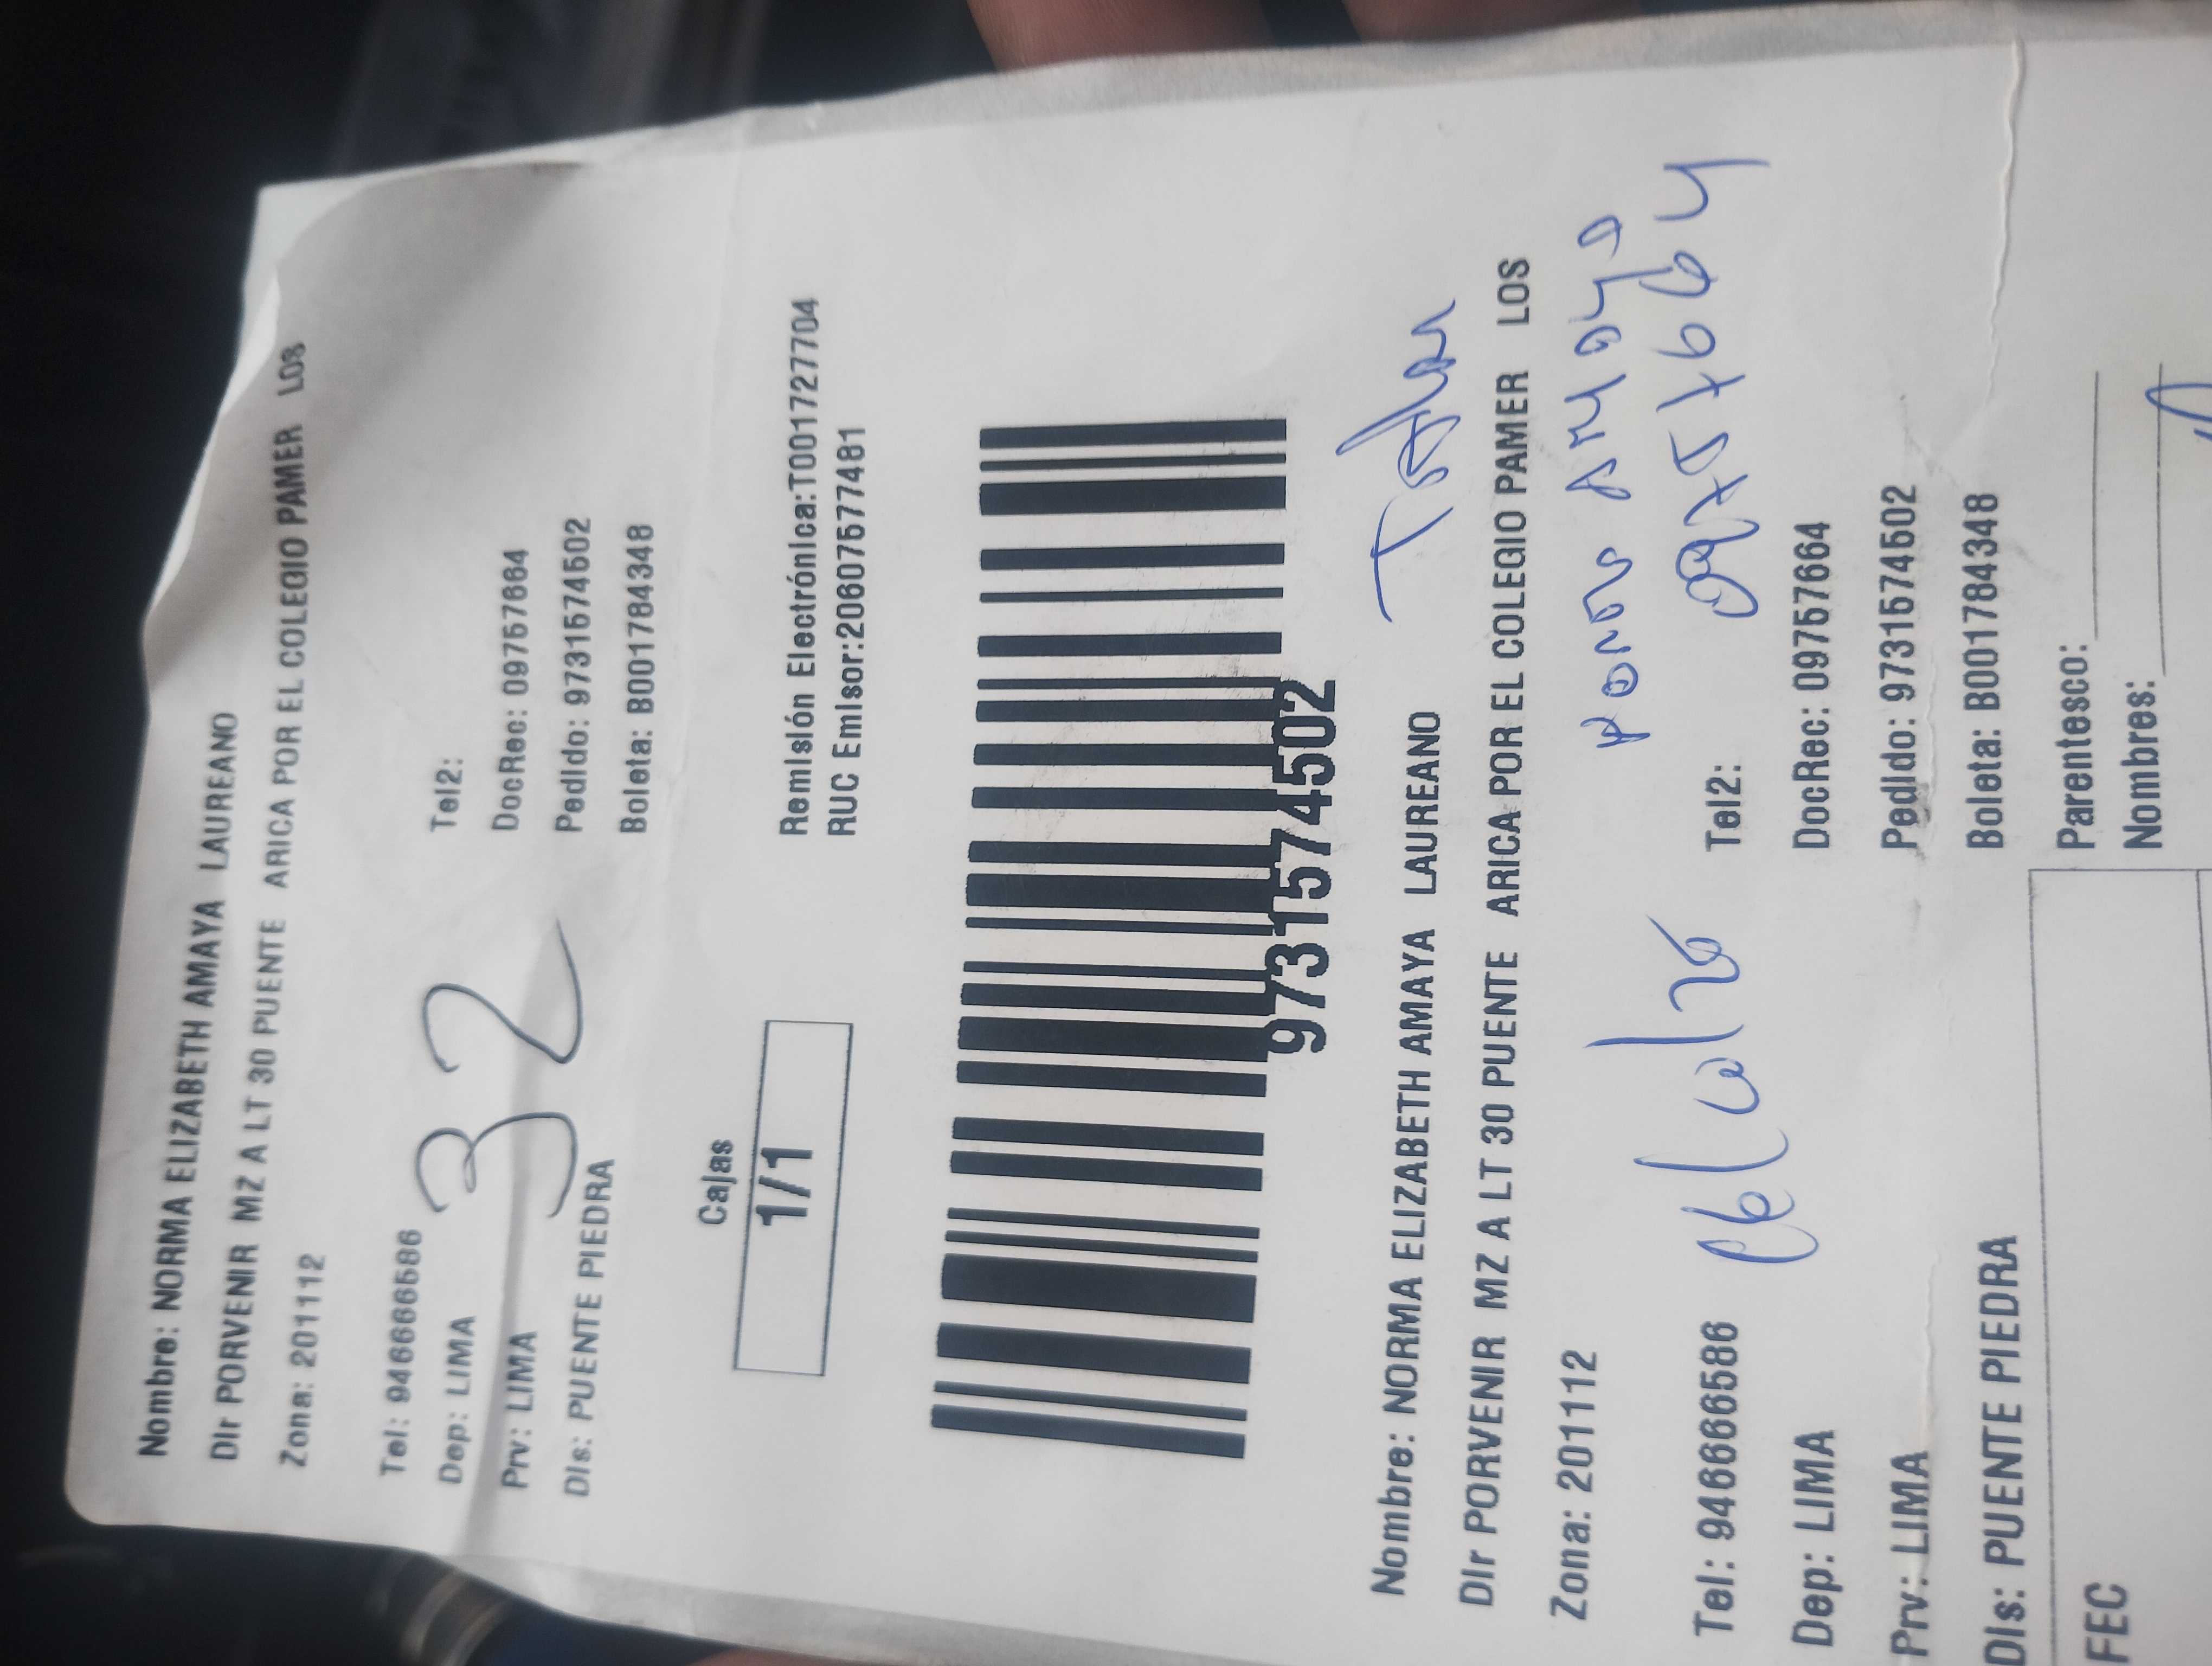 Nombre: NORMA ELIZABETH AMAYA LAUREANO
Dir PORVENIR MZ A LT 30 PUENTE ARICA POR EL COLEGIO PAMER LOS
Zona: 201112
Tel: 946666586 Tel2:
Dep: LIMA DocRec: 09757664
Prv: LIMA Pedido: 9731574502
Dis: PUENTE PIEDRA Boleta: B001784348
32
Cajas
1/1
Remisión Electrónica:T00172727704
RUC Emisor:20607577481
9731574502
Nombre: NORMA ELIZABETH AMAYA LAUREANO
Dir PORVENIR MZ A LT 30 PUENTE ARICA POR EL COLEGIO PAMER LOS
Zona: 201112
AMAYA
09757664
Tel: 946666586 Tel2:
Dep: LIMA DocRec: 09757664
Prv: LIMA Pedido: 9731574502
Dis: PUENTE PIEDRA Boleta: B001784348
Parentesco:
FEC Nombres: